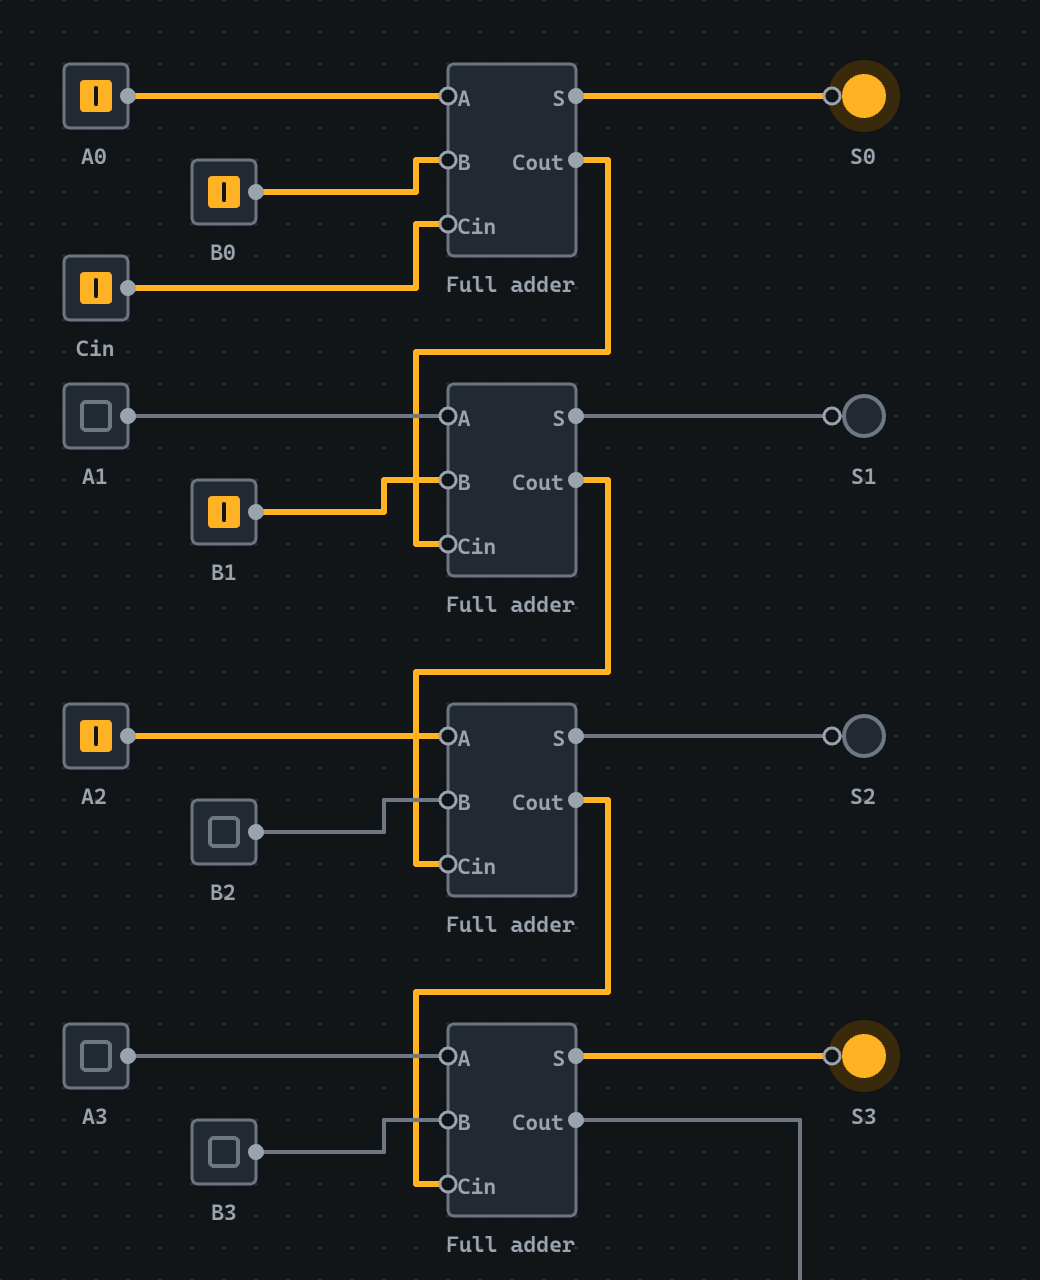 A0
B0
Cin
A
B
Cin
S
Cout
Full adder
S0
A1
B1
A
B
Cin
S
Cout
Full adder
S1
A2
B2
A
B
Cin
S
Cout
Full adder
S2
A3
B3
A
B
Cin
S
Cout
Full adder
S3